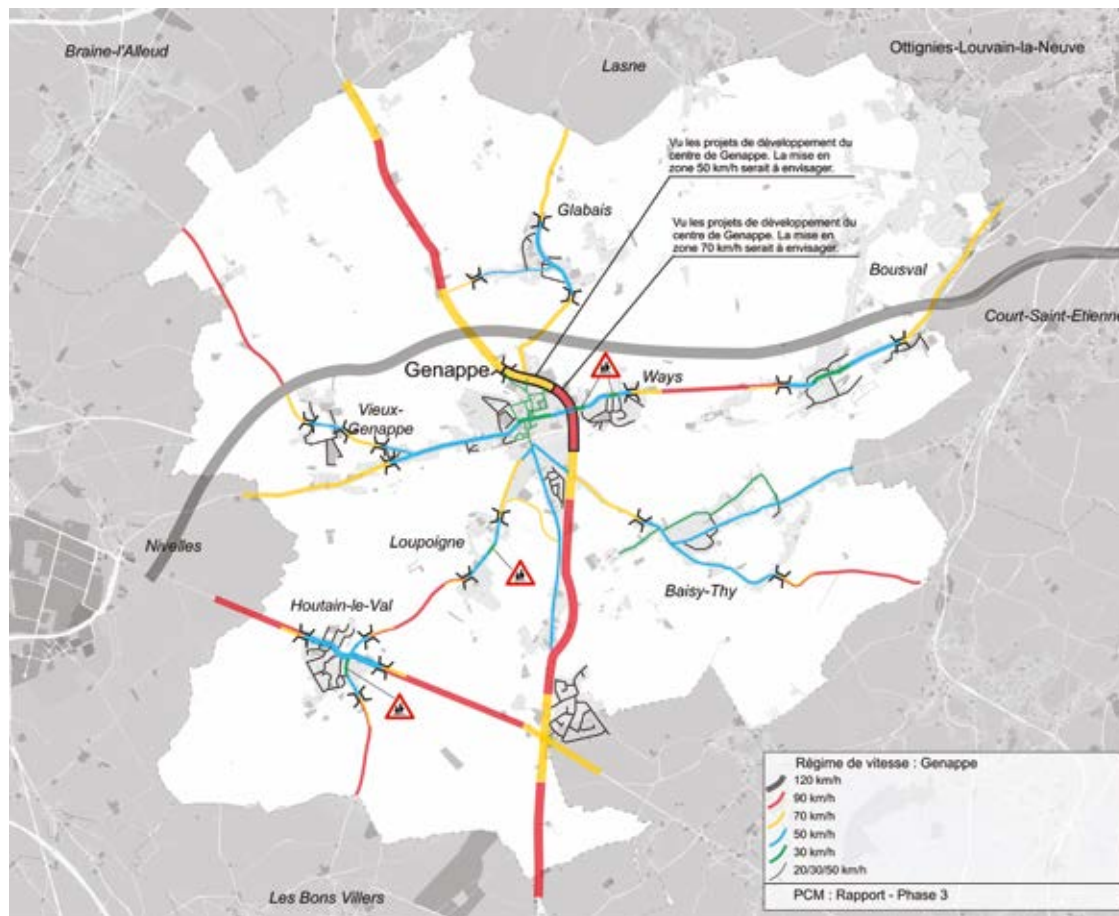 Braine-l'Alleud
Lasne
Ottignies-Louvain-la-Neuve
Vu les projets de développement du
centre de Genappe. La mise en
zone 50 km/h serait à envisager.
Glabais
Vu les projets de développement du
centre de Genappe. La mise en
zone 70 km/h serait à envisager.
Bousval
Court-Saint-Etienne
Genappe
Ways
Vieux-
Genappe
Nivelles
Loupoigne
Baisy-Thy
Houtain-le-Val
Les Bons Villers
Régime de vitesse : Genappe
120 km/h
90 km/h
70 km/h
50 km/h
30 km/h
20/30/50 km/h
PCM : Rapport - Phase 3